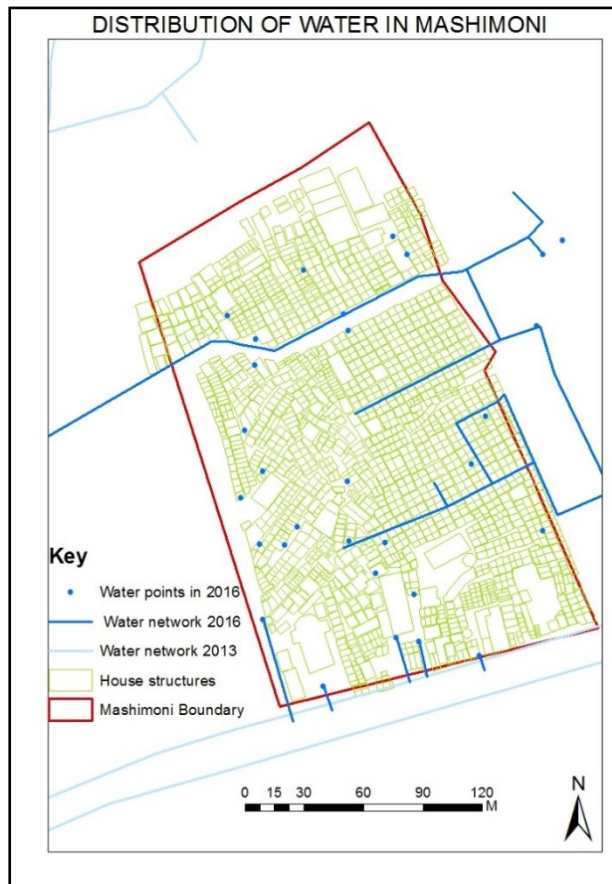 DISTRIBUTION OF WATER IN MASHIMONI
Key
Water points in 2016
Water network 2016
Water network 2013
House structures
Mashimoni Boundary
0 15 30 60 90 120
M
N